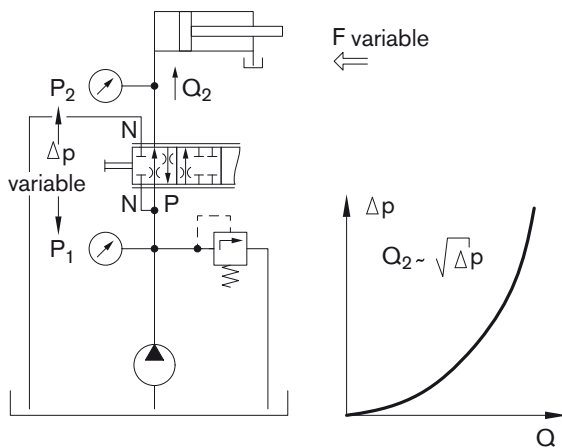 F variable
P₂
Q₂
N
Δp
variable
N
P
P₁
Δp
Q₂ ~ √Δp
Q